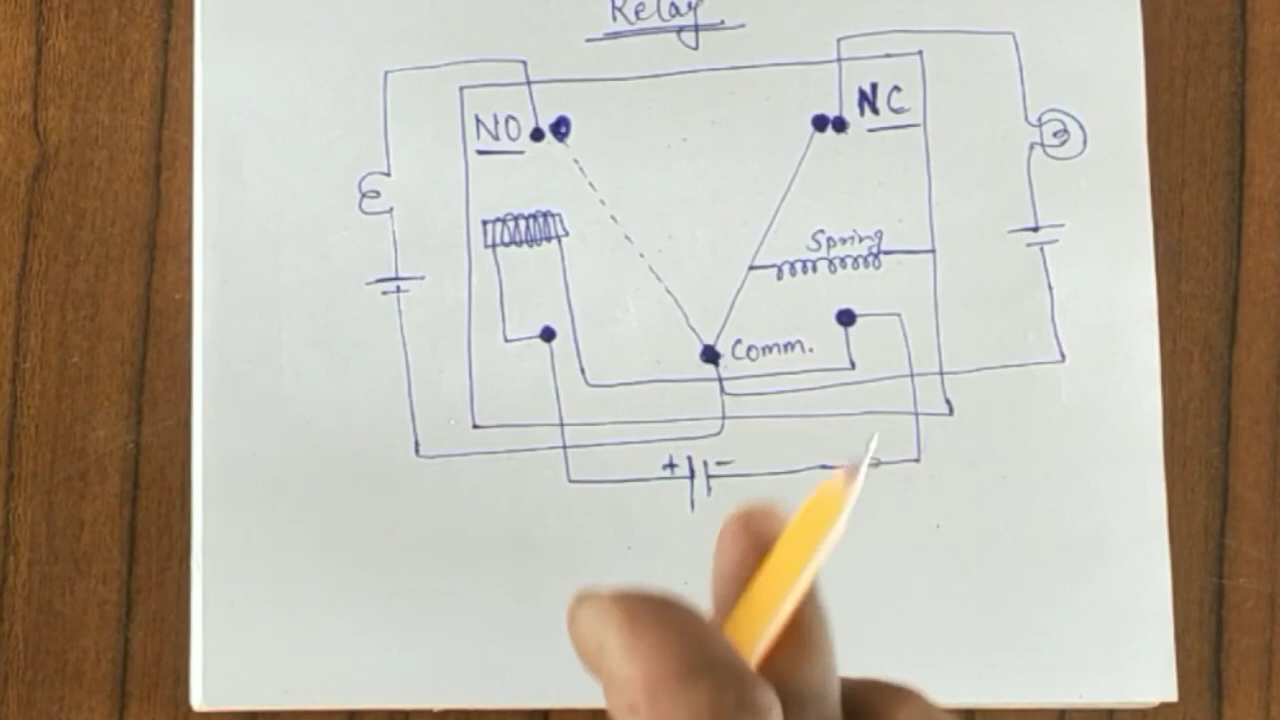 Relay
NO
NC
Spring
Comm.
+ -